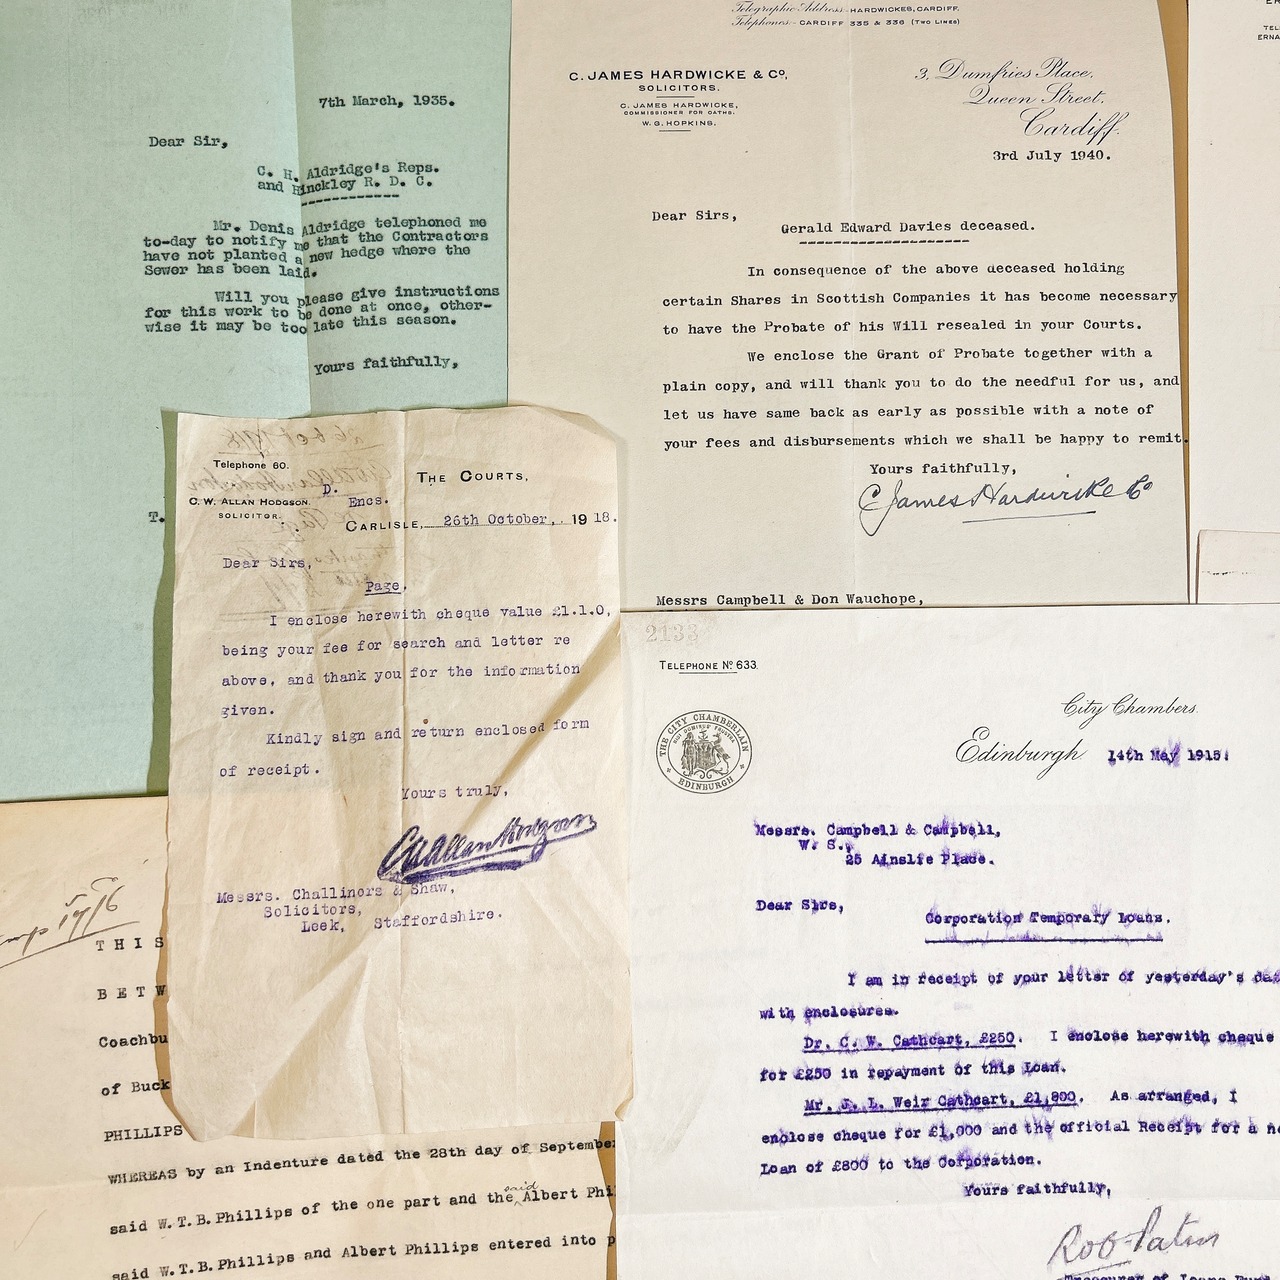 7th March, 1935.
Dear Sir,
C. H. Aldridge's Reps.
and Hinckley R. D. C.
Mr. Denis Aldridge telephoned me
to-day to notify me that the Contractors
have not planted a new hedge where the
Sewer has been laid.
Will you please give instructions
for this work to be done at once, other-
wise it may be too late this season.
Yours faithfully,
T.
Telegraphic Address:- HARDWICKES, CARDIFF.
Telephones:- CARDIFF 335 & 336 (TWO LINES)
C. JAMES HARDWICKE & Co,
SOLICITORS.
C. JAMES HARDWICKE,
COMMISSIONER FOR OATHS.
W. G. HOPKINS.
3, Dumfries Place,
Queen Street,
Cardiff.
3rd July 1940.
Dear Sirs,
Gerald Edward Davies deceased.
In consequence of the above deceased holding
certain Shares in Scottish Companies it has become necessary
to have the Probate of his Will resealed in your Courts.
We enclose the Grant of Probate together with a
plain copy, and will thank you to do the needful for us, and
let us have same back as early as possible with a note of
your fees and disbursements which we shall be happy to remit.
Yours faithfully,
C James Hardwicke & Co
Messrs Campbell & Don Wauchope,
Telephone 60.
C. W. ALLAN HODGSON.
SOLICITOR.
D.
Encs.
THE COURTS,
CARLISLE, 26th October, 1918.
Dear Sirs,
Page.
I enclose herewith cheque value £1.1.0,
being your fee for search and letter re
above, and thank you for the information
given.
Kindly sign and return enclosed form
of receipt.
Yours truly,
CW Allan Hodgson
Messrs. Challinors & Shaw,
Solicitors,
Leek, Staffordshire.
2133
TELEPHONE No 633.
THE CITY CHAMBERLAIN
EDINBURGH
City Chambers.
Edinburgh 14th May 1915.
Messrs. Campbell & Campbell,
W. S.,
25 Ainslie Place.
Dear Sirs,
Corporation Temporary Loans.
I am in receipt of your letter of yesterday's dat
with enclosures.
Dr. C. W. Cathcart, £250. I enclose herewith cheque
for £250 in repayment of this Loan.
Mr. J. L. Weir Cathcart, £1,800. As arranged, I
enclose cheque for £1,000 and the official Receipt for a ne
Loan of £800 to the Corporation.
Yours faithfully,
THIS
BETW
Coachbu
of Buck
PHILLIPS
WHEREAS by an Indenture dated the 28th day of September
said W.T.B.Phillips of the one part and the said Albert Phi
said W.T.B.Phillips and Albert Phillips entered into p